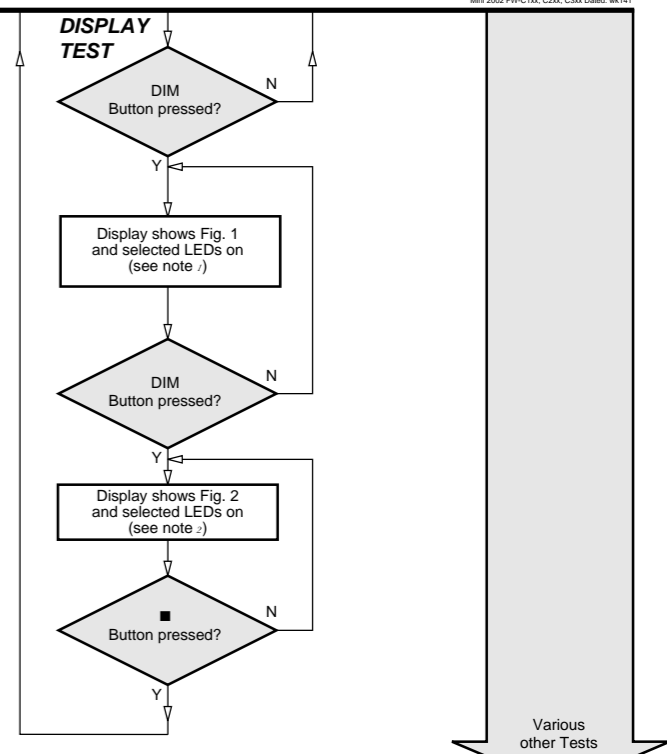 Mini 2002 FW-C1xx, C2xx, C3xx Dated: wk141
DISPLAY
TEST
DIM
Button pressed?
N
Y
Display shows Fig. 1
and selected LEDs on
(see note 1)
DIM
Button pressed?
N
Y
Display shows Fig. 2
and selected LEDs on
(see note 2)
■
Button pressed?
N
Y
Various
other Tests